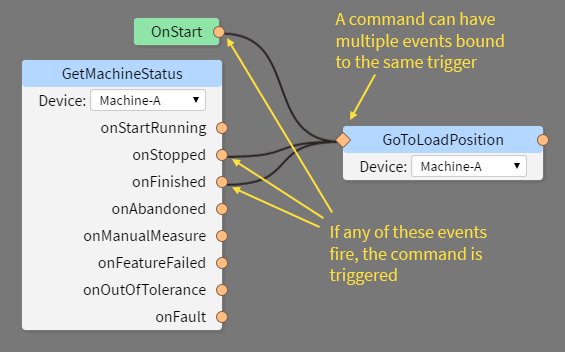 OnStart
A command can have
multiple events bound
to the same trigger
GetMachineStatus
Device: Machine-A
onStartRunning
onStopped
onFinished
onAbandoned
onManualMeasure
onFeatureFailed
onOutOfTolerance
onFault
GoToLoadPosition
Device: Machine-A
If any of these events
fire, the command is
triggered